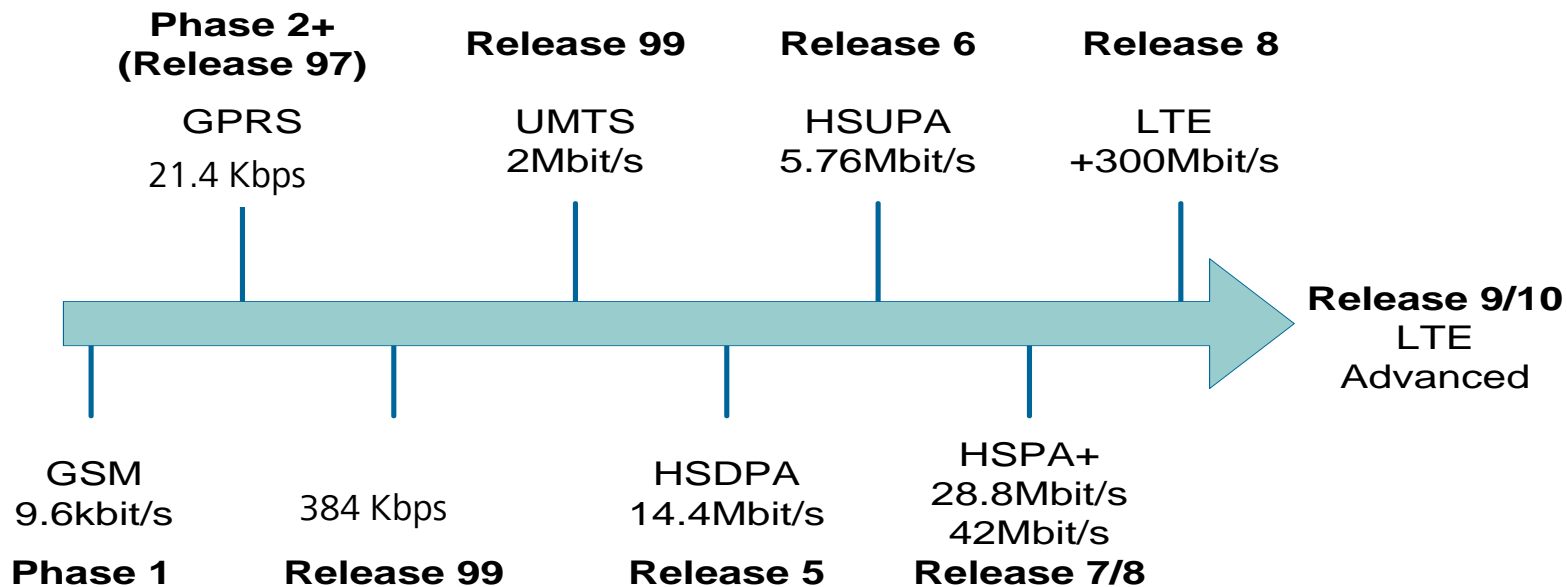 Phase 2+
(Release 97)
GPRS
21.4 Kbps
Release 99
UMTS
2Mbit/s
Release 6
HSUPA
5.76Mbit/s
Release 8
LTE
+300Mbit/s
Release 9/10
LTE
Advanced
GSM
9.6kbit/s
Phase 1
384 Kbps
Release 99
HSDPA
14.4Mbit/s
Release 5
HSPA+
28.8Mbit/s
42Mbit/s
Release 7/8